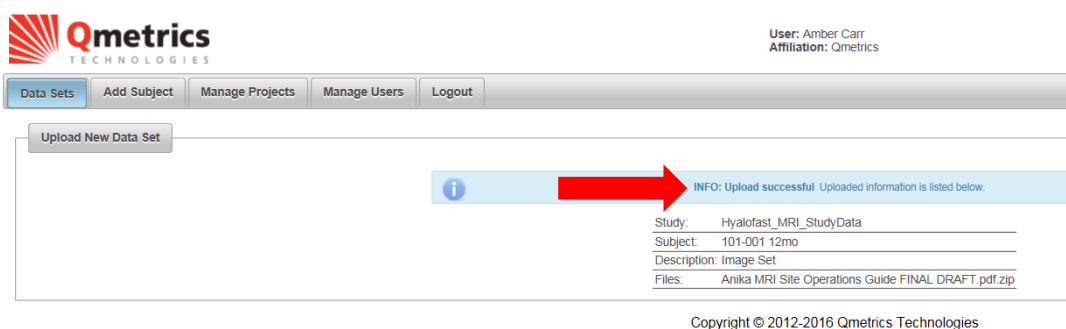 Qmetrics
TECHNOLOGIES
User: Amber Carr
Affiliation: Qmetrics
Data Sets Add Subject Manage Projects Manage Users Logout
Upload New Data Set
INFO: Upload successful Uploaded information is listed below.
Study: Hyalofast_MRI_StudyData
Subject: 101-001 12mo
Description: Image Set
Files: Anika MRI Site Operations Guide FINAL DRAFT.pdf.zip
Copyright © 2012-2016 Qmetrics Technologies